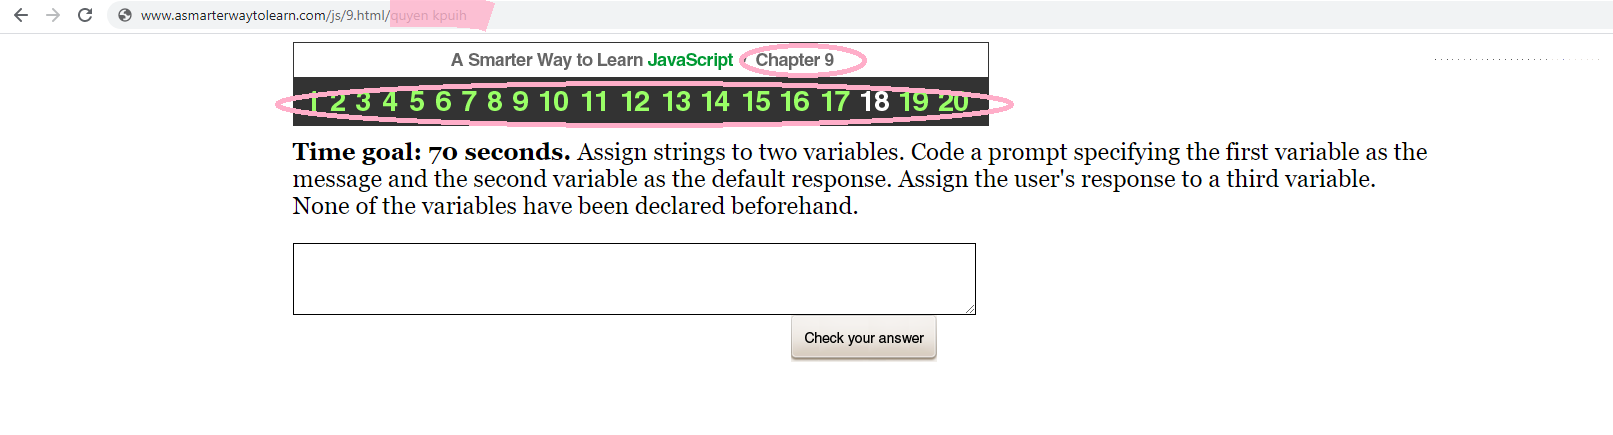 www.asmarterwaytolearn.com/js/9.html/quyen kpuih
A Smarter Way to Learn JavaScript Chapter 9
1 2 3 4 5 6 7 8 9 10 11 12 13 14 15 16 17 18 19 20
Time goal: 70 seconds. Assign strings to two variables. Code a prompt specifying the first variable as the
message and the second variable as the default response. Assign the user's response to a third variable.
None of the variables have been declared beforehand.
Check your answer